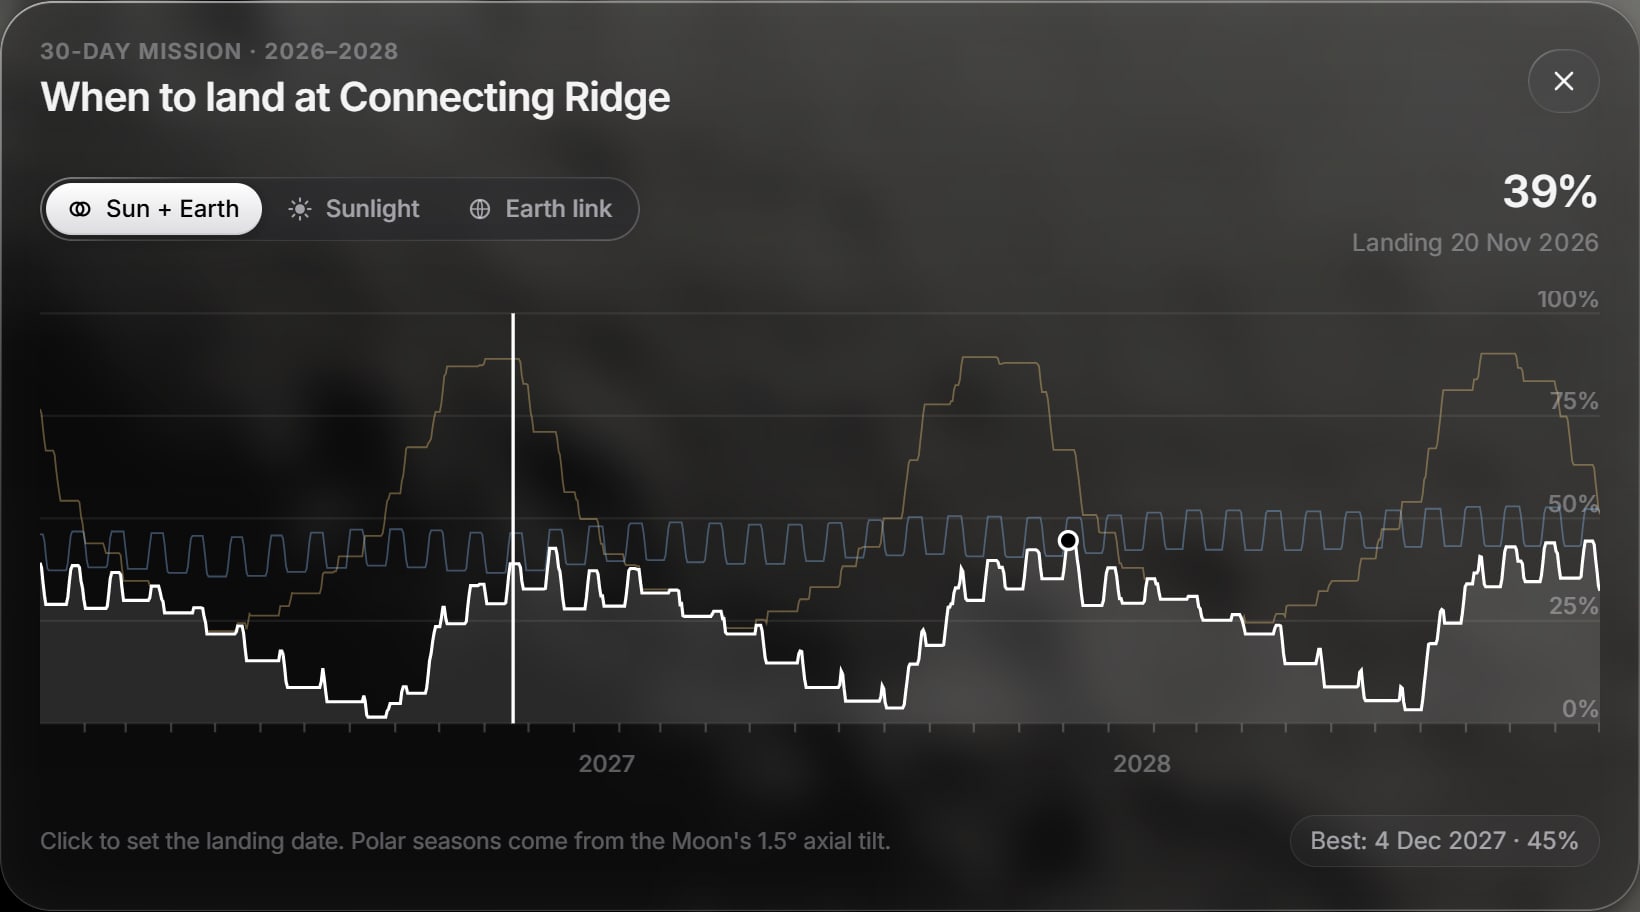 30-DAY MISSION · 2026–2028
When to land at Connecting Ridge
Sun + Earth
Sunlight
Earth link
39%
Landing 20 Nov 2026
100%
75%
50%
25%
0%
2027
2028
Click to set the landing date. Polar seasons come from the Moon's 1.5° axial tilt.
Best: 4 Dec 2027 · 45%